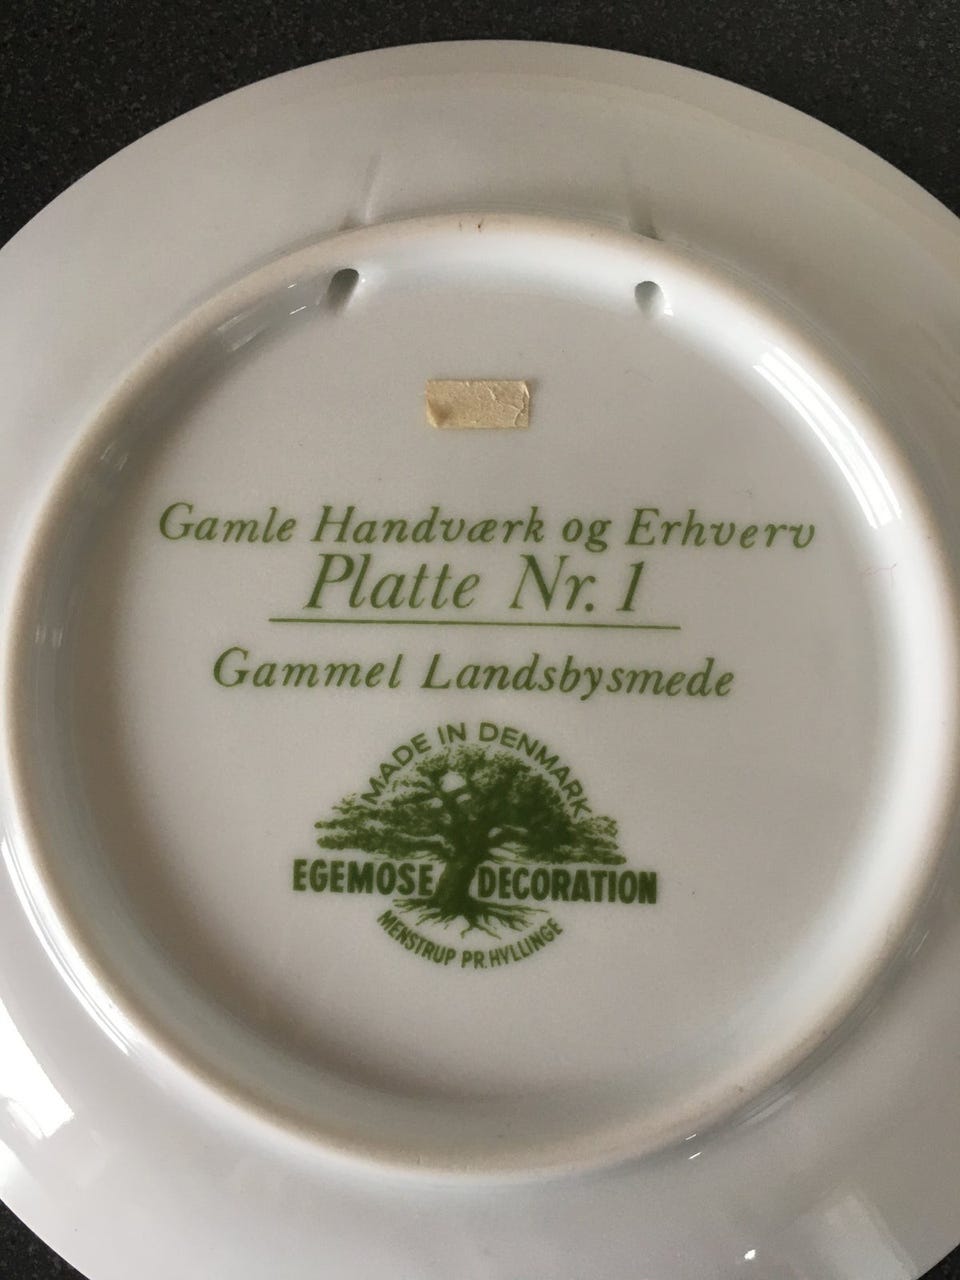 Gamle Handværk og Erhverv
Platte Nr. 1
Gammel Landsbysmede
MADE IN DENMARK
EGEMOSE DECORATION
MENSTRUP PR. HYLLINGE